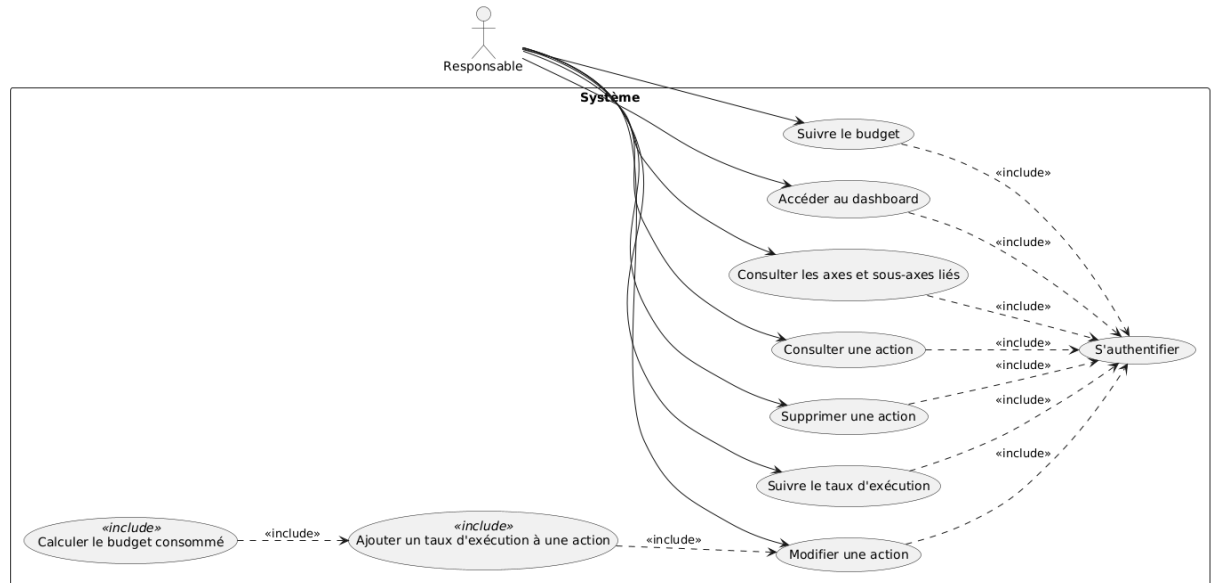 Responsable
Système
Suivre le budget
«include»
Accéder au dashboard
«include»
Consulter les axes et sous-axes liés
«include»
Consulter une action
«include»
S'authentifier
«include»
Supprimer une action
«include»
Suivre le taux d'exécution
«include»
«include»
Calculer le budget consommé
«include»
«include»
Ajouter un taux d'exécution à une action
«include»
Modifier une action